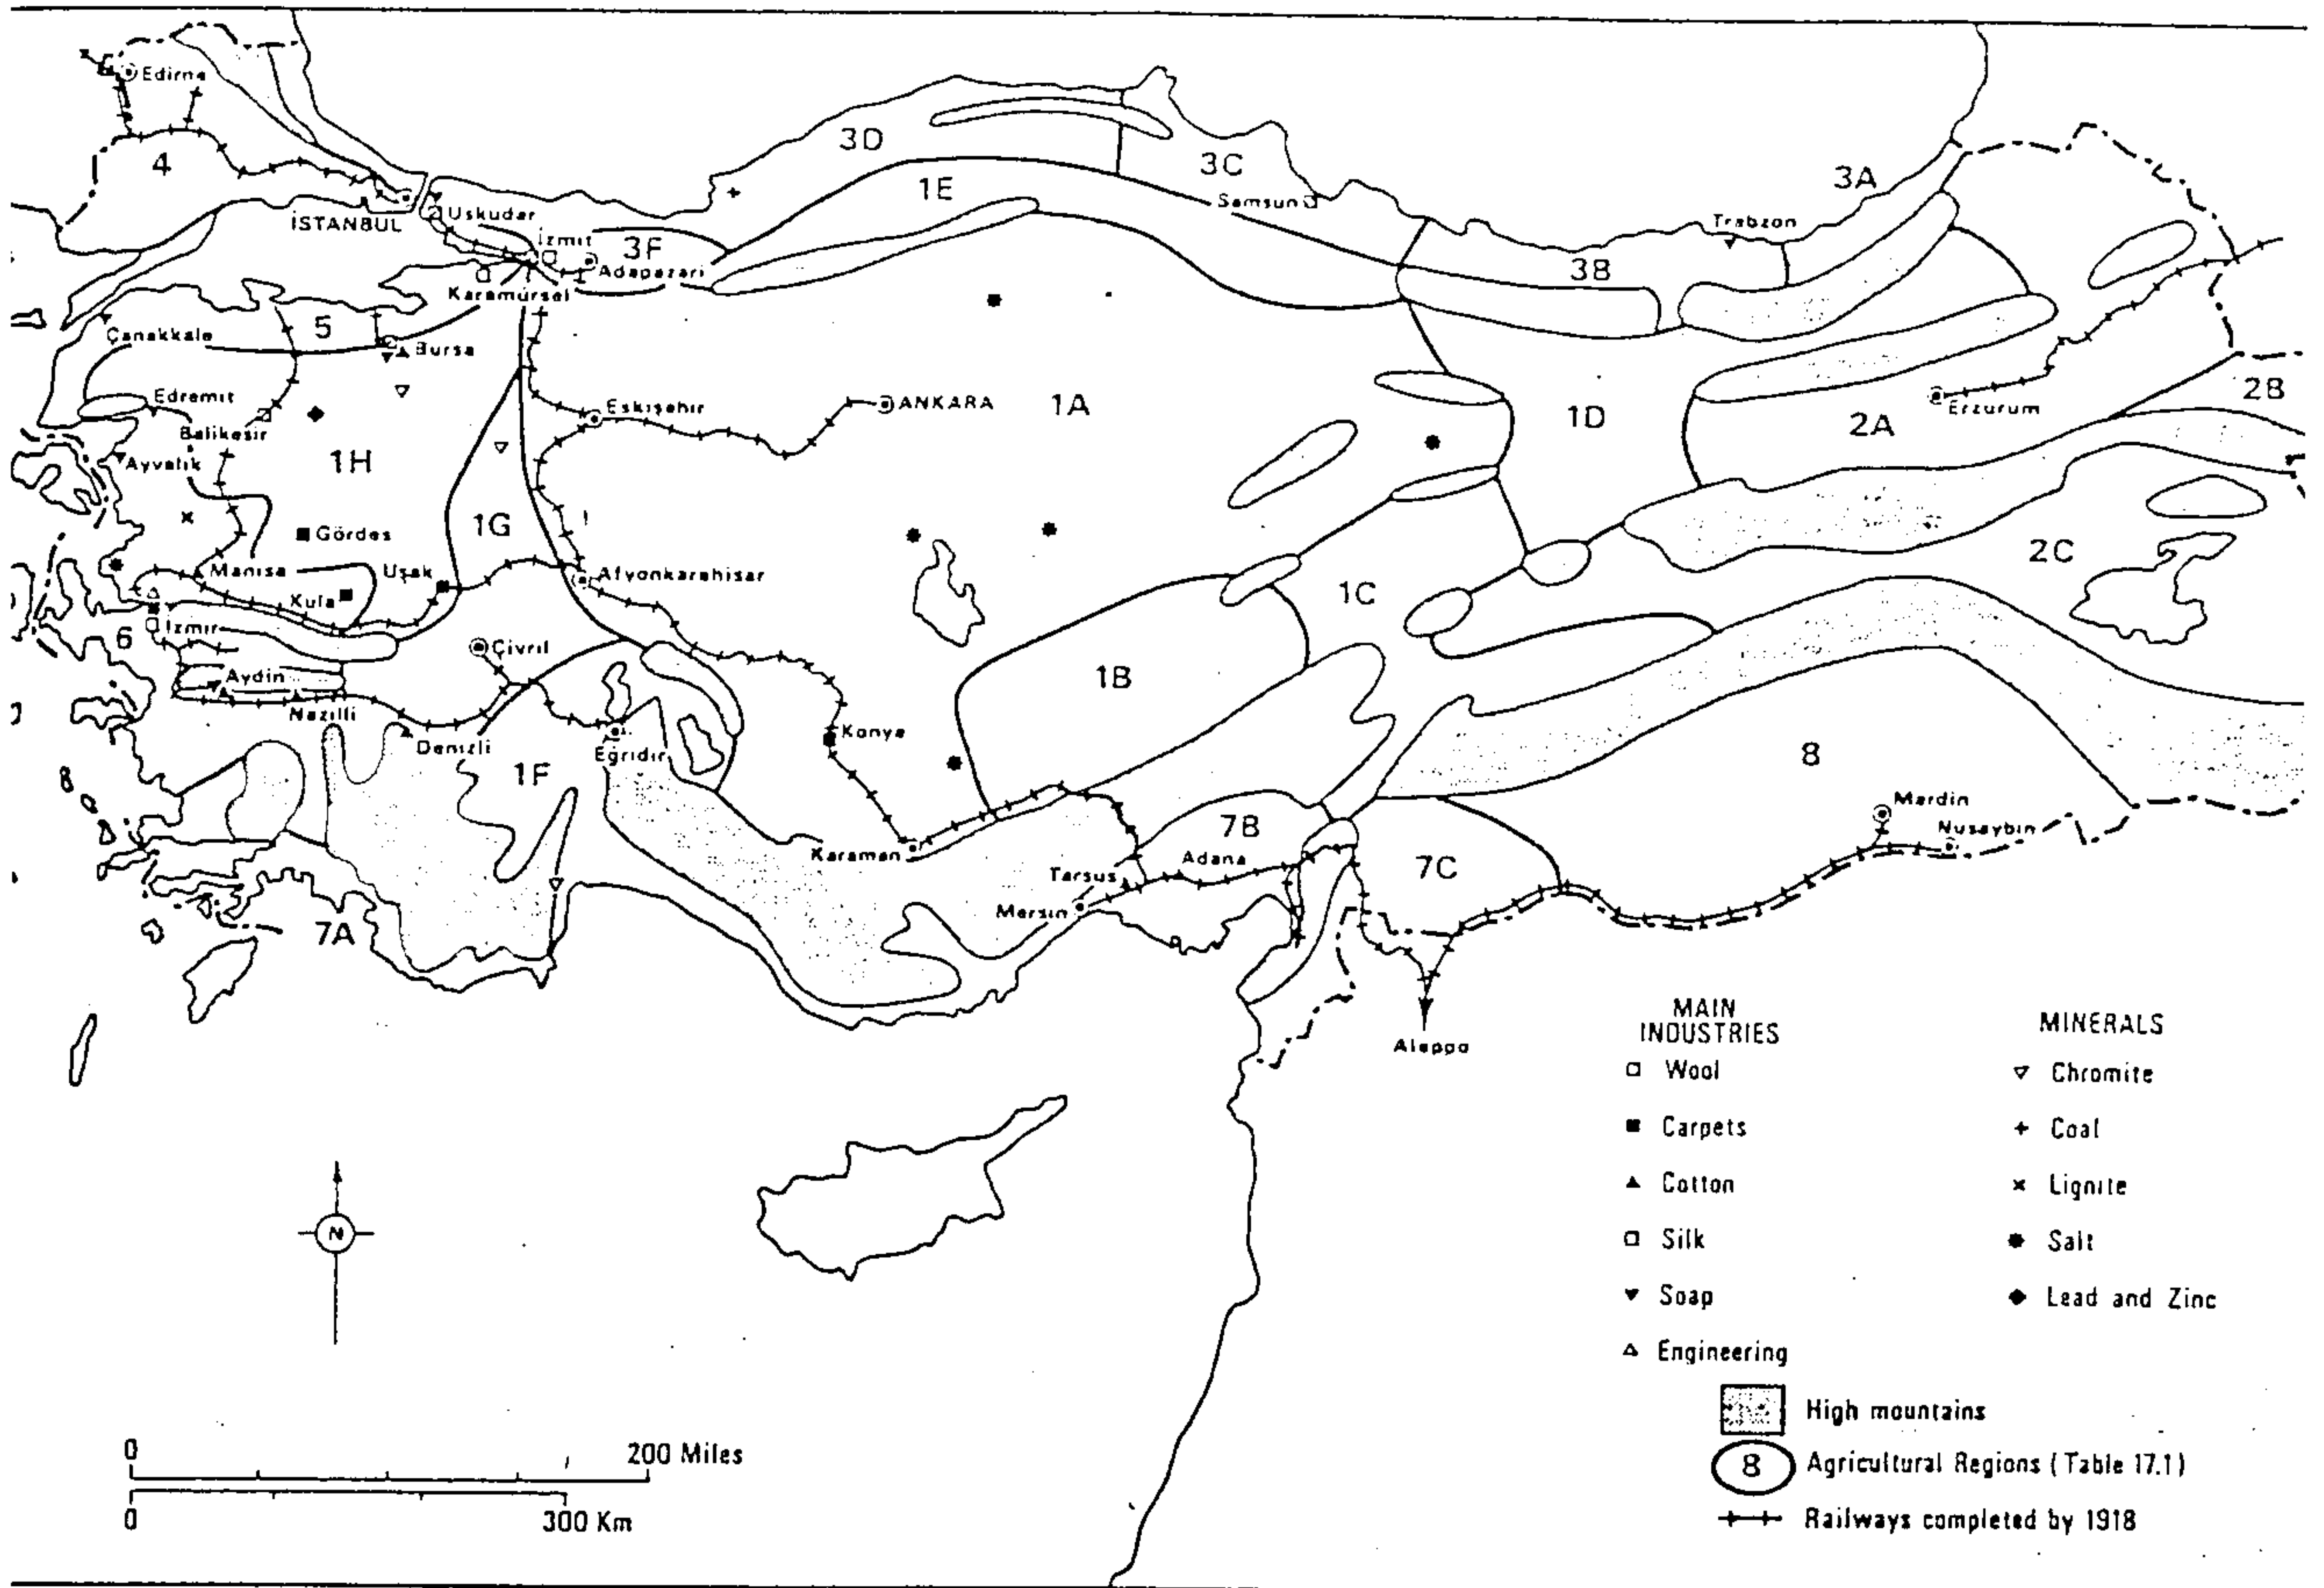 Edirne
4
İSTANBUL
Uskudar
İzmit
3F
Adapazari
Karamürsel
3D
3C
1E
Samsun
3A
Trabzon
3B
5
Çanakkale
Bursa
Edremit
Balikesir
Ayvalik
1H
Eskişehir
ANKARA
1A
1D
2A
Erzurum
2B
1G
Gördes
Manisa
Uşak
Kula
Afyonkarahisar
1C
2C
6
İzmir
Çivril
Aydin
Nazilli
Denizli
1F
Eğridir
Konya
1B
8
Mardin
Nusaybin
Karaman
7B
Adana
Tarsus
Mersin
7C
7A
Aleppo
N
MAIN
INDUSTRIES
Wool
Carpets
Cotton
Silk
Soap
Engineering
MINERALS
Chromite
Coal
Lignite
Salt
Lead and Zinc
High mountains
8 Agricultural Regions (Table 17.1)
Railways completed by 1918
0 200 Miles
0 300 Km